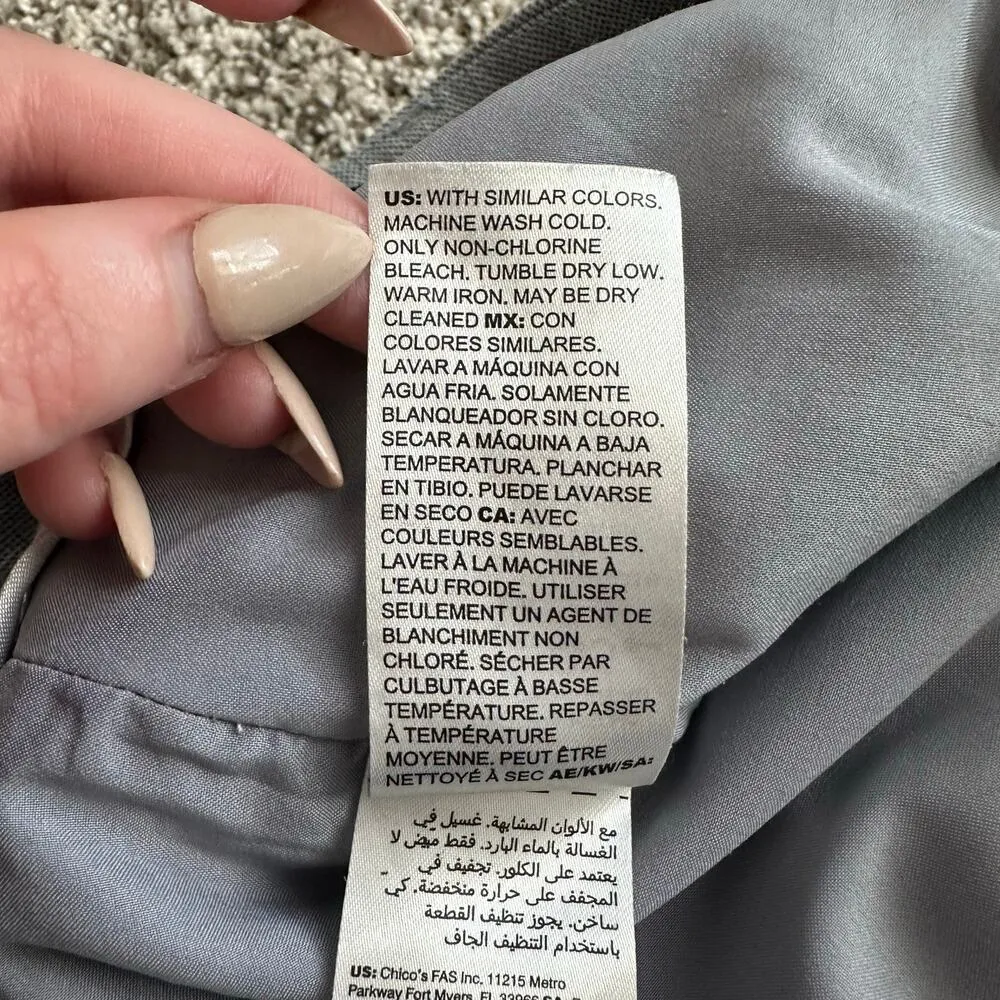 US: WITH SIMILAR COLORS.
MACHINE WASH COLD.
ONLY NON-CHLORINE
BLEACH. TUMBLE DRY LOW.
WARM IRON. MAY BE DRY
CLEANED MX: CON
COLORES SIMILARES.
LAVAR A MÁQUINA CON
AGUA FRIA. SOLAMENTE
BLANQUEADOR SIN CLORO.
SECAR A MÁQUINA A BAJA
TEMPERATURA. PLANCHAR
EN TIBIO. PUEDE LAVARSE
EN SECO CA: AVEC
COULEURS SEMBLABLES.
LAVER À LA MACHINE À
L'EAU FROIDE. UTILISER
SEULEMENT UN AGENT DE
BLANCHIMENT NON
CHLORÉ. SÉCHER PAR
CULBUTAGE À BASSE
TEMPÉRATURE. REPASSER
À TEMPÉRATURE
MOYENNE. PEUT ÊTRE
NETTOYÉ À SEC AE/KW/SA:
مع الألوان المشابهة. غسيل في
الغسالة بالماء البارد. فقط مبيض لا
يعتمد على الكلور. تجفيف في
المجفف على حرارة منخفضة. كيّ
ساخن. يجوز تنظيف القطعة
باستخدام التنظيف الجاف
US: Chico's FAS Inc. 11215 Metro
Parkway Fort Myers, FL 33966